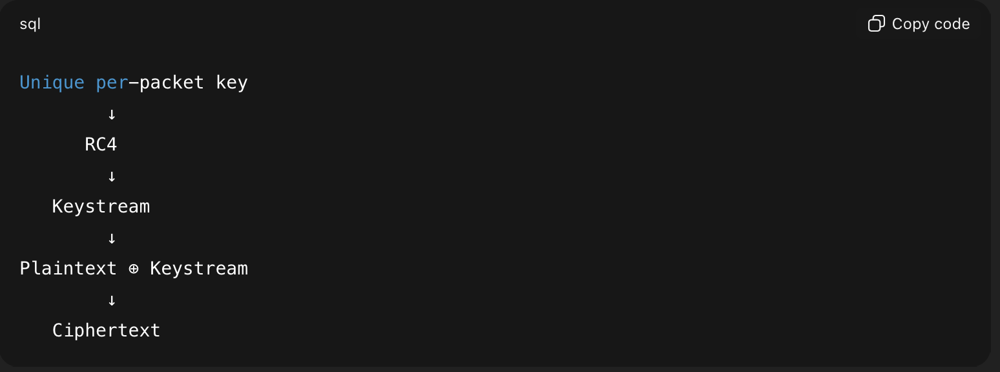 sql
Copy code
Unique per-packet key
↓
RC4
↓
Keystream
↓
Plaintext ⊕ Keystream
↓
Ciphertext